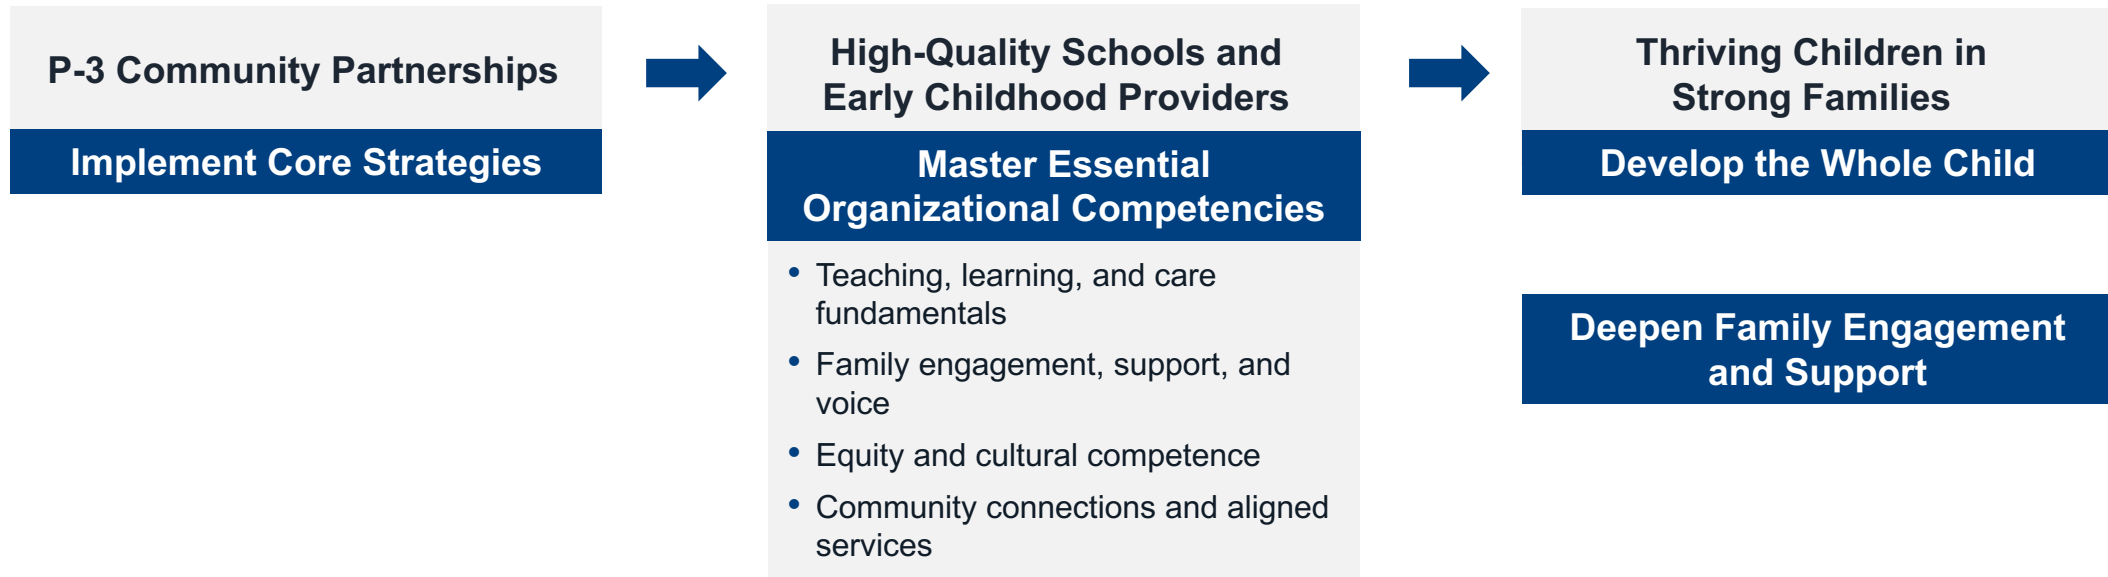 P-3 Community Partnerships
Implement Core Strategies
High-Quality Schools and
Early Childhood Providers
Master Essential
Organizational Competencies
• Teaching, learning, and care
fundamentals
• Family engagement, support, and
voice
• Equity and cultural competence
• Community connections and aligned
services
Thriving Children in
Strong Families
Develop the Whole Child
Deepen Family Engagement
and Support